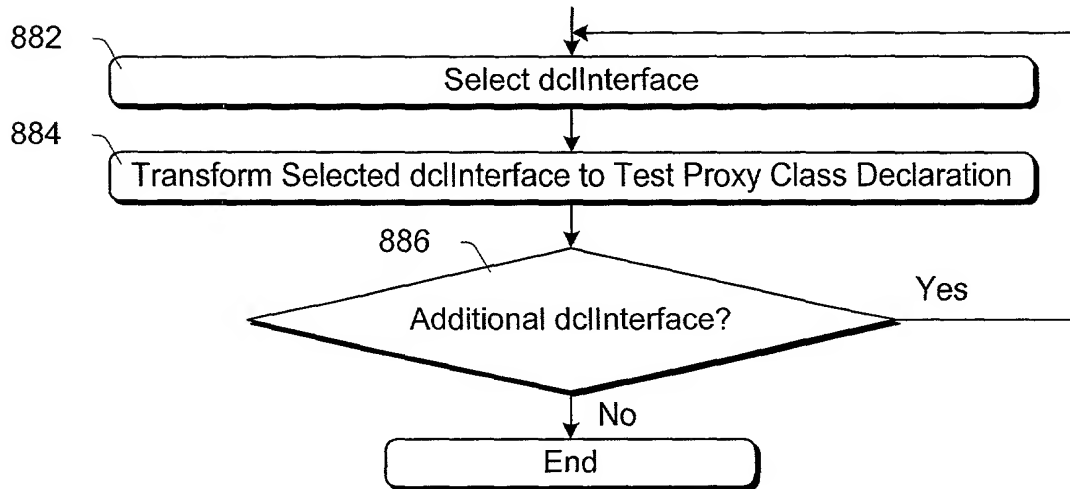 882
Select dclInterface
884
Transform Selected dclInterface to Test Proxy Class Declaration
886
Additional dclInterface?
Yes
No
End